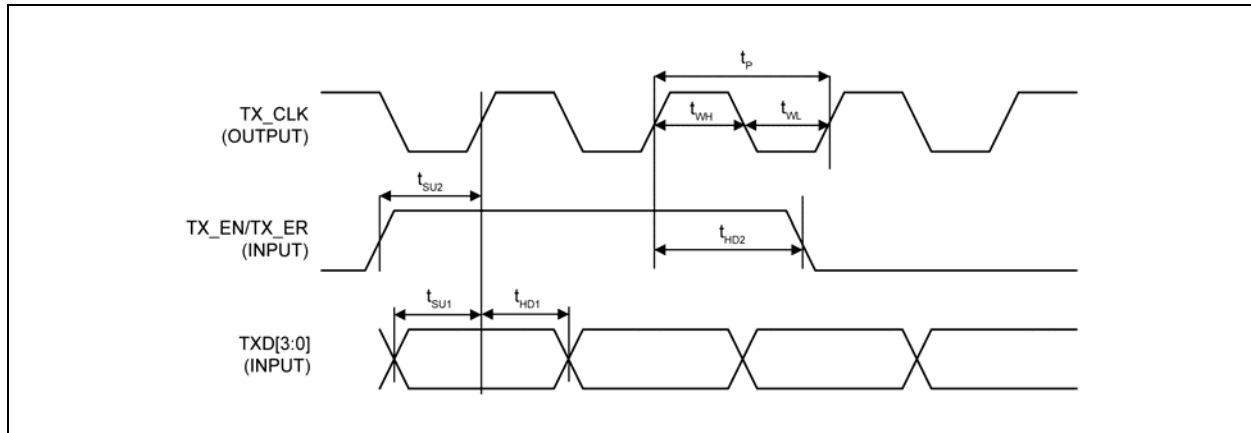 t_P
TX_CLK
(OUTPUT)
t_WH
t_WL
t_SU2
TX_EN/TX_ER
(INPUT)
t_HD2
t_SU1
t_HD1
TXD[3:0]
(INPUT)